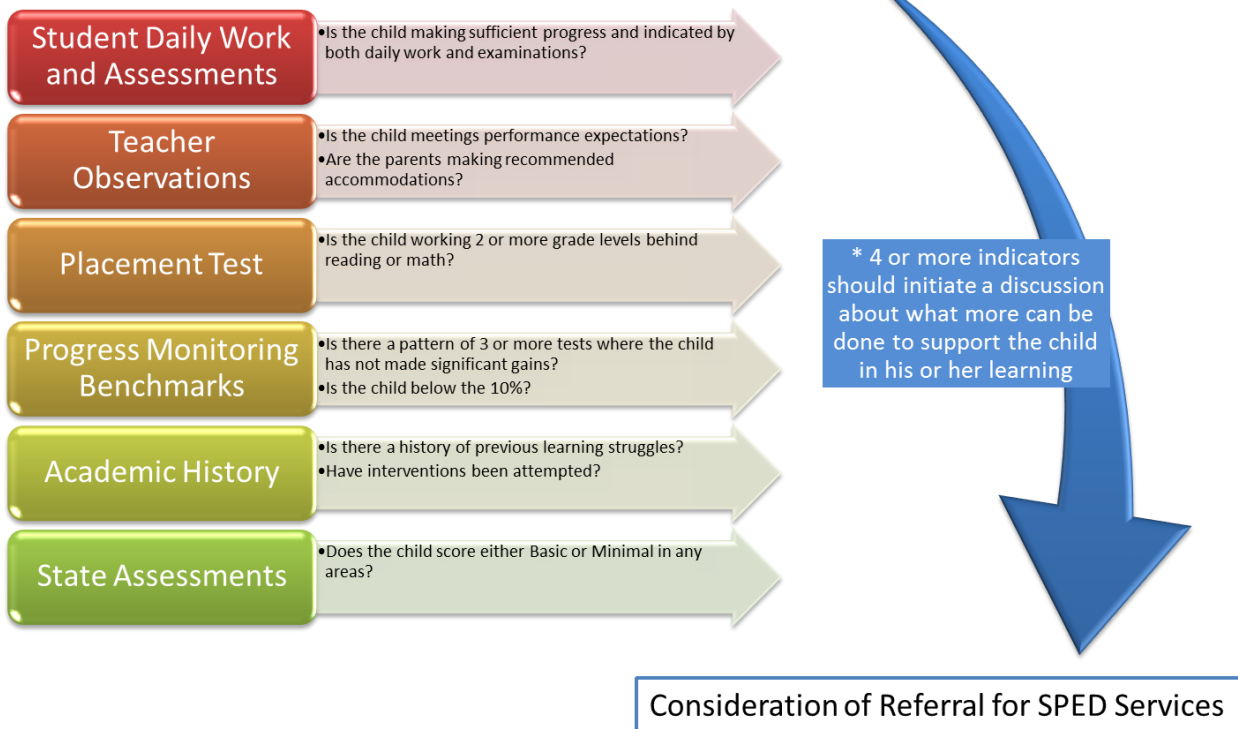 Student Daily Work
and Assessments
•Is the child making sufficient progress and indicated by
both daily work and examinations?
Teacher
Observations
•Is the child meetings performance expectations?
•Are the parents making recommended
accommodations?
Placement Test
•Is the child working 2 or more grade levels behind
reading or math?
Progress Monitoring
Benchmarks
•Is there a pattern of 3 or more tests where the child
has not made significant gains?
•Is the child below the 10%?
Academic History
•Is there a history of previous learning struggles?
•Have interventions been attempted?
State Assessments
•Does the child score either Basic or Minimal in any
areas?
* 4 or more indicators
should initiate a discussion
about what more can be
done to support the child
in his or her learning
Consideration of Referral for SPED Services